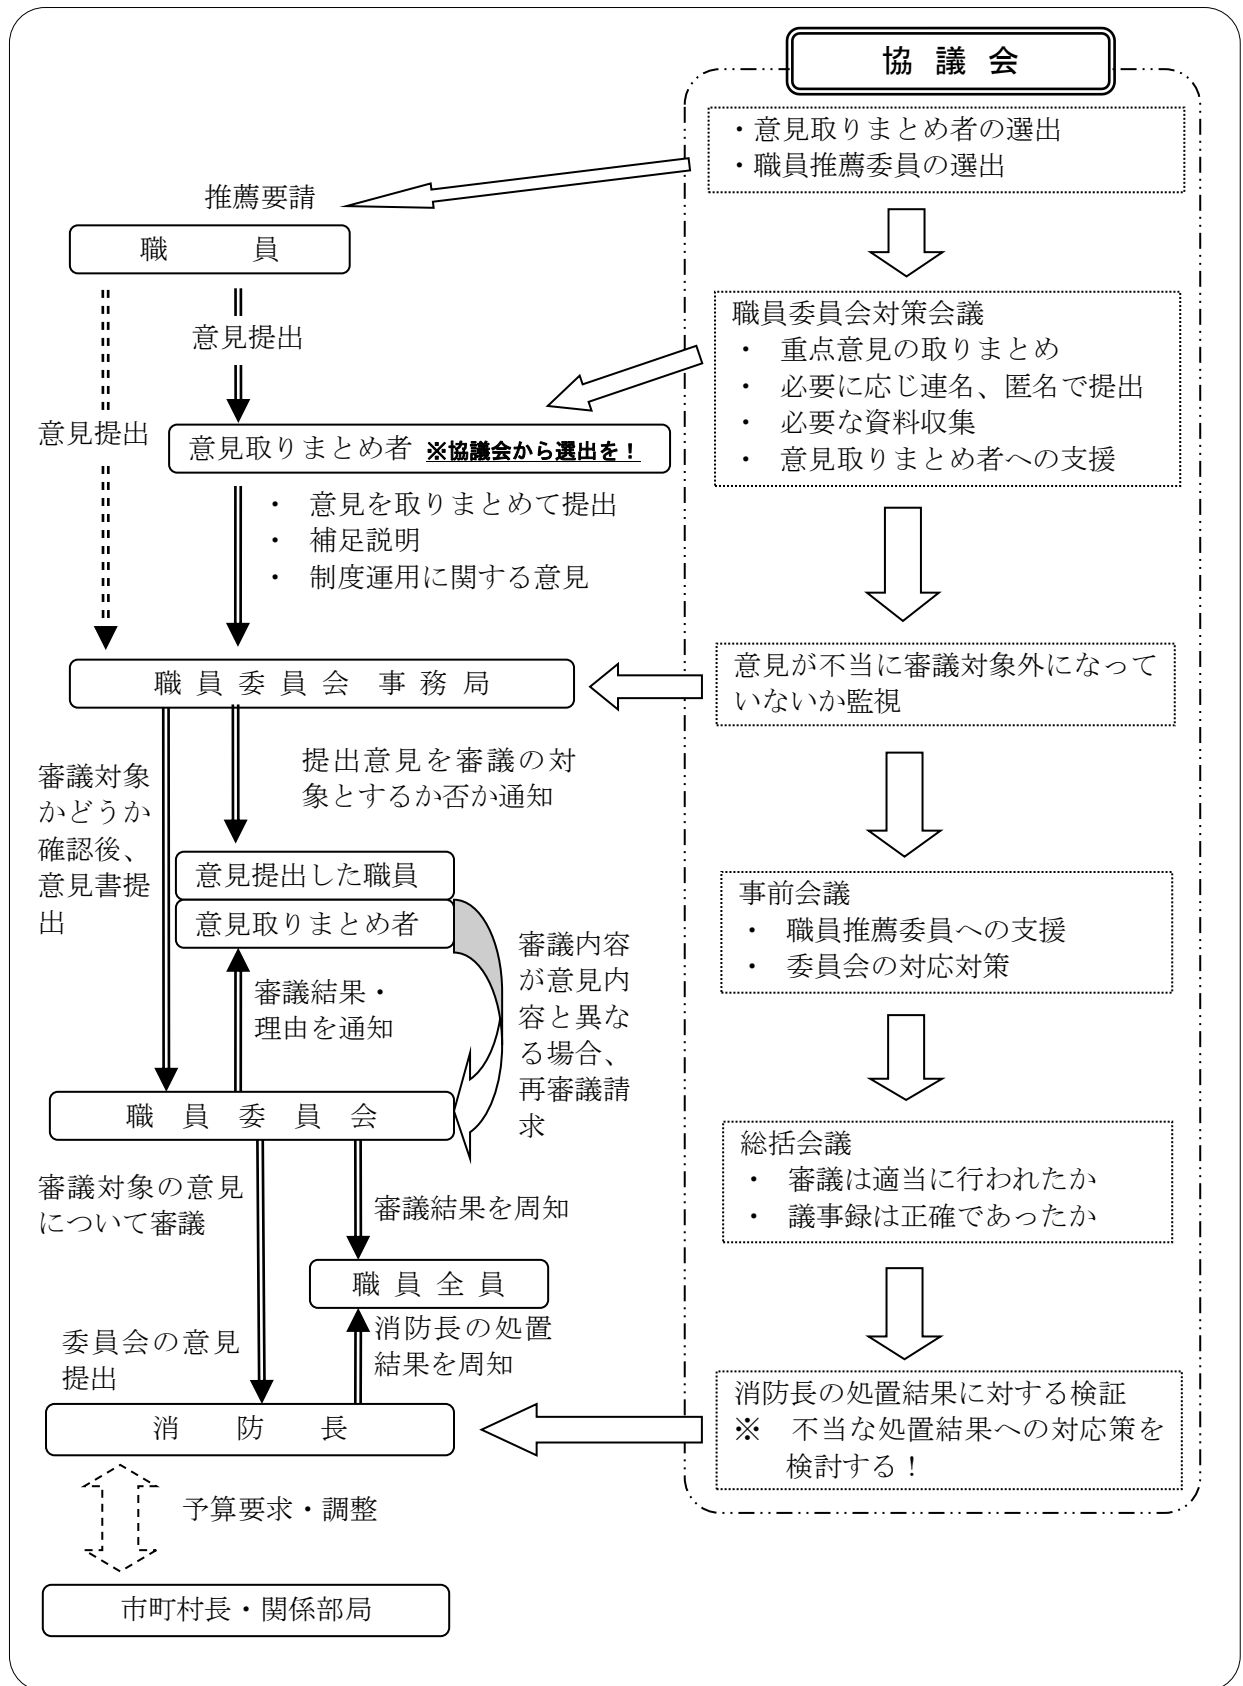 協　議　会
・意見取りまとめ者の選出
・職員推薦委員の選出
推薦要請
職　　　員
意見提出
意見提出
職員委員会対策会議
・　重点意見の取りまとめ
・　必要に応じ連名、匿名で提出
・　必要な資料収集
・　意見取りまとめ者への支援
意見取りまとめ者 ※協議会から選出を！
・　意見を取りまとめて提出
・　補足説明
・　制度運用に関する意見
職 員 委 員 会　事 務 局
意見が不当に審議対象外になって
いないか監視
審議対象
かどうか
確認後、
意見書提
出
提出意見を審議の対
象とするか否か通知
意見提出した職員
意見取りまとめ者
審議結果・
理由を通知
審議内容
が意見内
容と異な
る場合、
再審議請
求
事前会議
・　職員推薦委員への支援
・　委員会の対応対策
職　員　委　員　会
審議対象の意見
について審議
審議結果を周知
総括会議
・　審議は適当に行われたか
・　議事録は正確であったか
職 員 全 員
委員会の意見
提出
消防長の処置
結果を周知
消　　防　　長
消防長の処置結果に対する検証
※　不当な処置結果への対応策を
検討する！
予算要求・調整
市町村長・関係部局